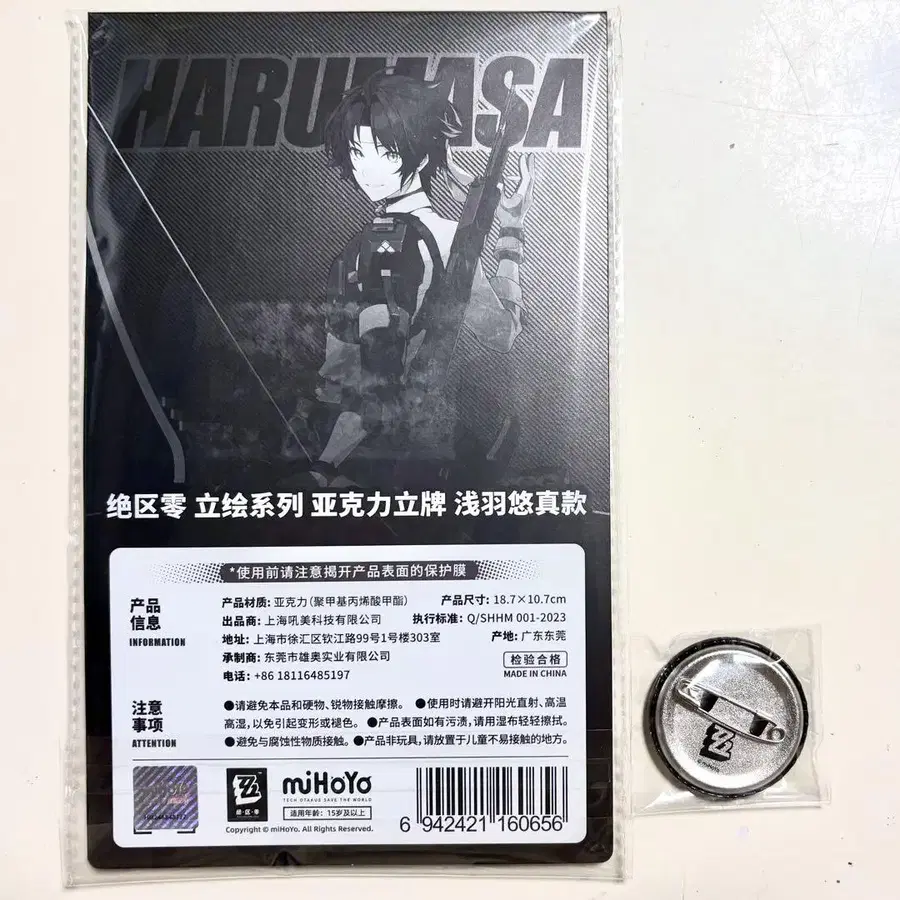 HARUMASA
绝区零 立绘系列 亚克力立牌 浅羽悠真款
*使用前请注意揭开产品表面的保护膜
产品信息
INFORMATION
产品材质: 亚克力(聚甲基丙烯酸甲酯) 产品尺寸: 18.7×10.7cm
出品商: 上海吼美科技有限公司 执行标准: Q/SHHM 001-2023
地址: 上海市徐汇区钦江路99号1号楼303室 产地: 广东东莞
承制商: 东莞市雄奥实业有限公司 检验合格
电话: +86 18116485197 MADE IN CHINA
注意事项
ATTENTION
●请避免本品和硬物、锐物接触摩擦。 ●使用时请避开阳光直射、高温
高湿,以免引起变形或褪色。 ●产品表面如有污渍,请用湿布轻轻擦拭。
●避免与腐蚀性物质接触。●产品非玩具,请放置于儿童不易接触的地方。
绝·区·零
miHoYo
TECH OTAKUS SAVE THE WORLD
适用年龄: 15岁及以上
Copyright © miHoYo. All Rights Reserved.
6 942421 160656
©miHoYo